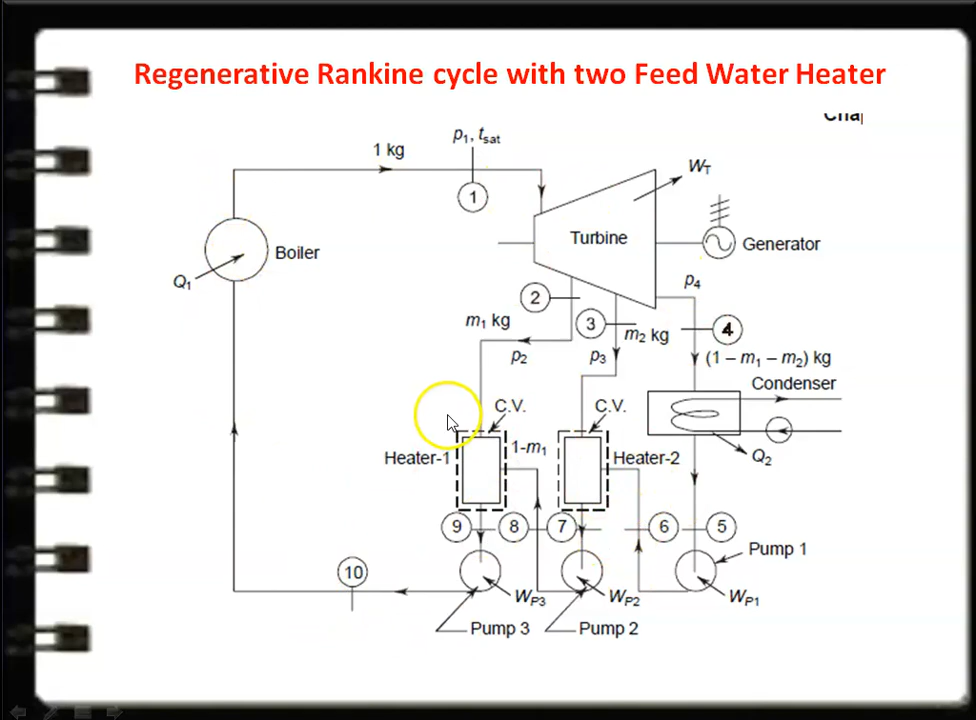 Regenerative Rankine cycle with two Feed Water Heater
p1, tsat
1 kg
1
WT
Turbine
Generator
Boiler
Q1
p4
2
3
4
m1 kg
m2 kg
p2
p3
(1 – m1 – m2) kg
Condenser
C.V.
C.V.
Heater-1
1-m1
Heater-2
Q2
9
8
7
6
5
Pump 1
10
WP3
WP2
WP1
Pump 3
Pump 2